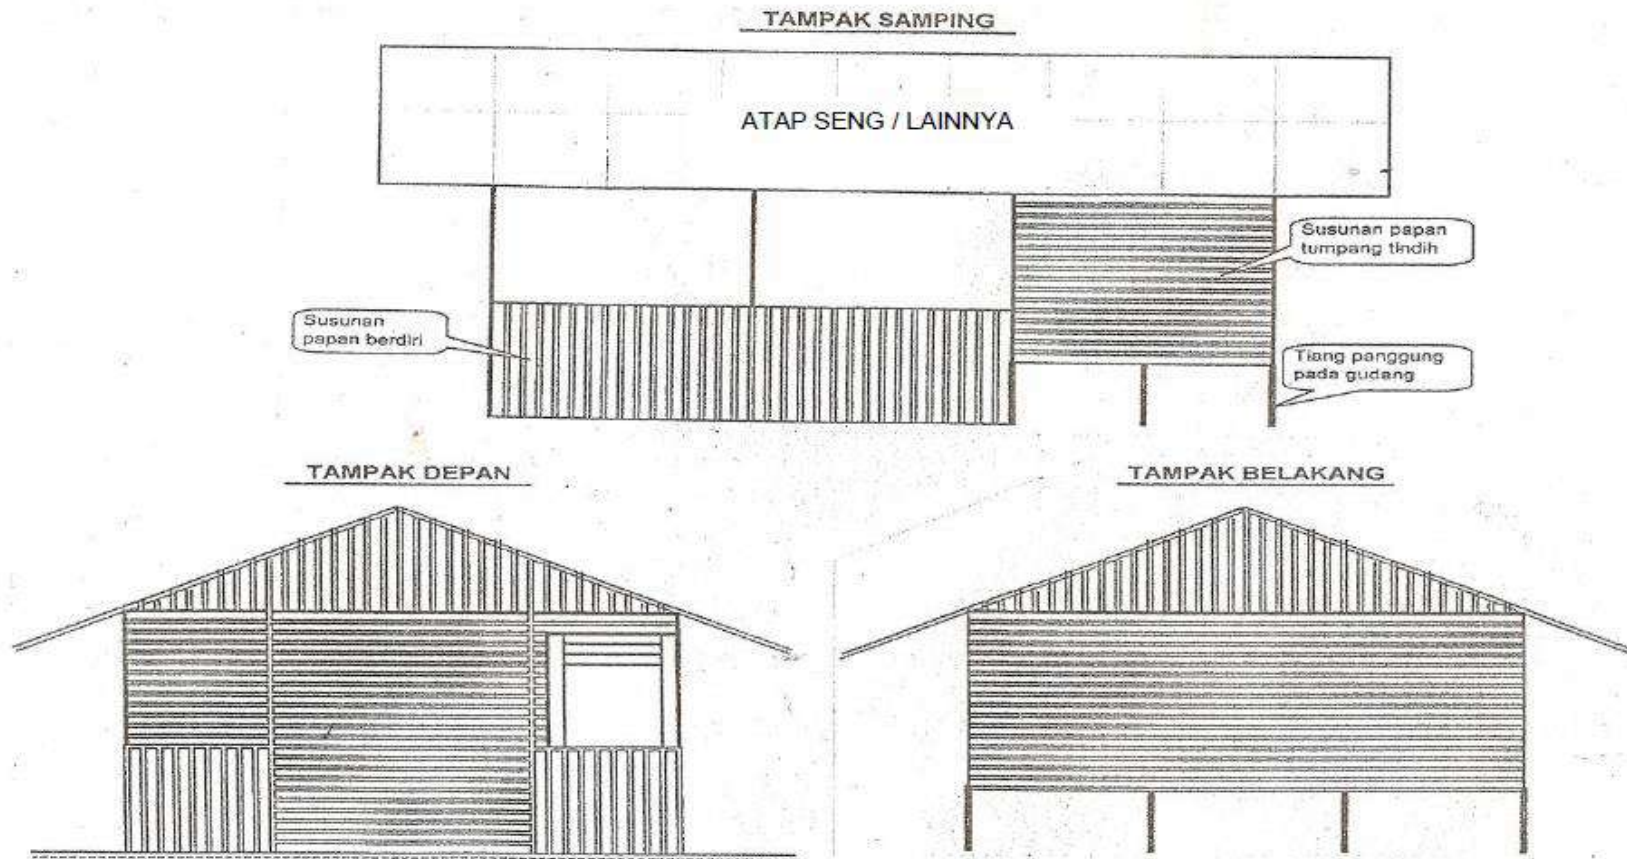 TAMPAK SAMPING
ATAP SENG / LAINNYA
Susunan papan
tumpang tindih
Susunan
papan berdiri
Tiang panggung
pada gudang
TAMPAK DEPAN
TAMPAK BELAKANG